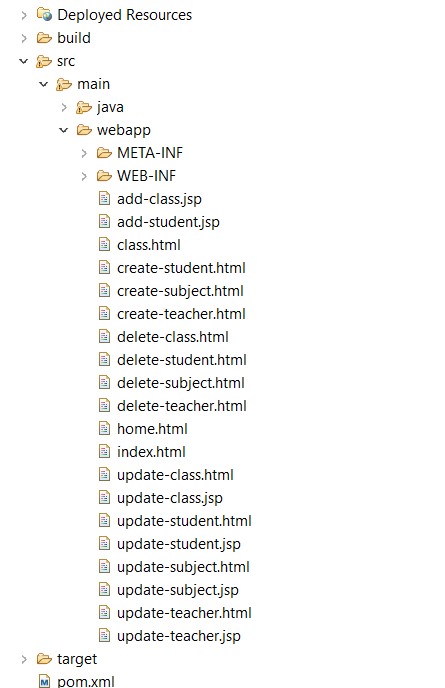 Deployed Resources
build
src
main
java
webapp
META-INF
WEB-INF
add-class.jsp
add-student.jsp
class.html
create-student.html
create-subject.html
create-teacher.html
delete-class.html
delete-student.html
delete-subject.html
delete-teacher.html
home.html
index.html
update-class.html
update-class.jsp
update-student.html
update-student.jsp
update-subject.html
update-subject.jsp
update-teacher.html
update-teacher.jsp
target
pom.xml